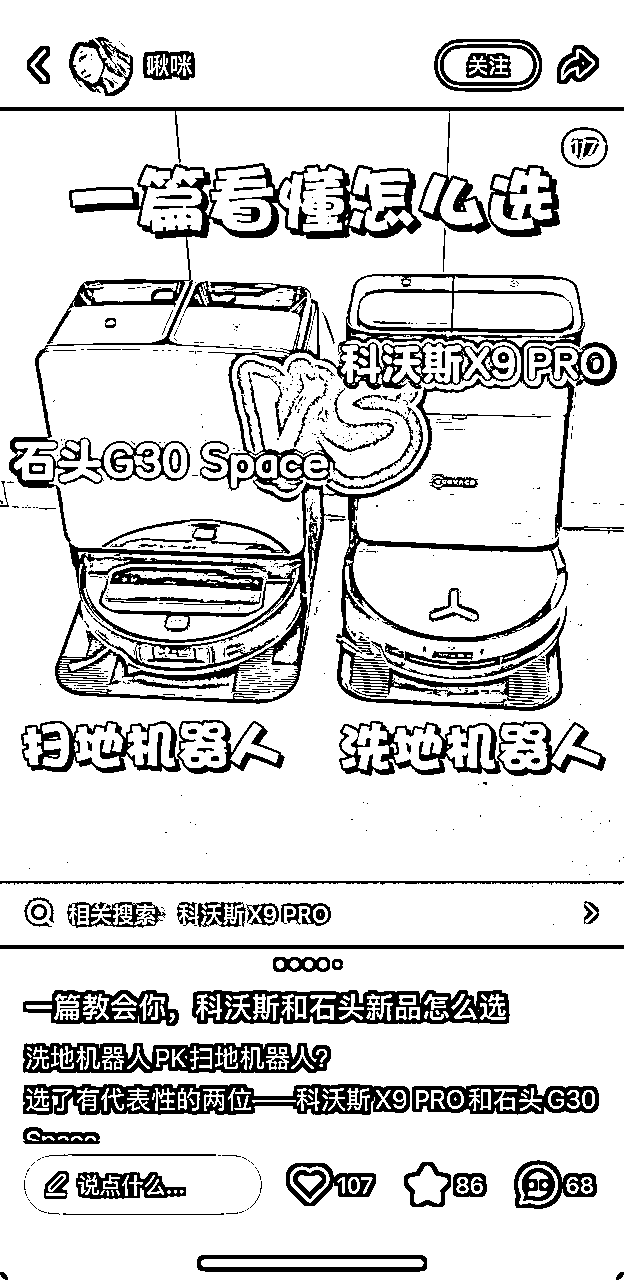 啾咪
关注
1/7
一篇看懂怎么选
科沃斯X9 PRO
VS
石头G30 Space
扫地机器人
洗地机器人
相关搜索· 科沃斯X9 PRO
一篇教会你，科沃斯和石头新品怎么选
洗地机器人PK扫地机器人？
选了有代表性的两位——科沃斯X9 PRO和石头G30
Space
说点什么...
107
86
68